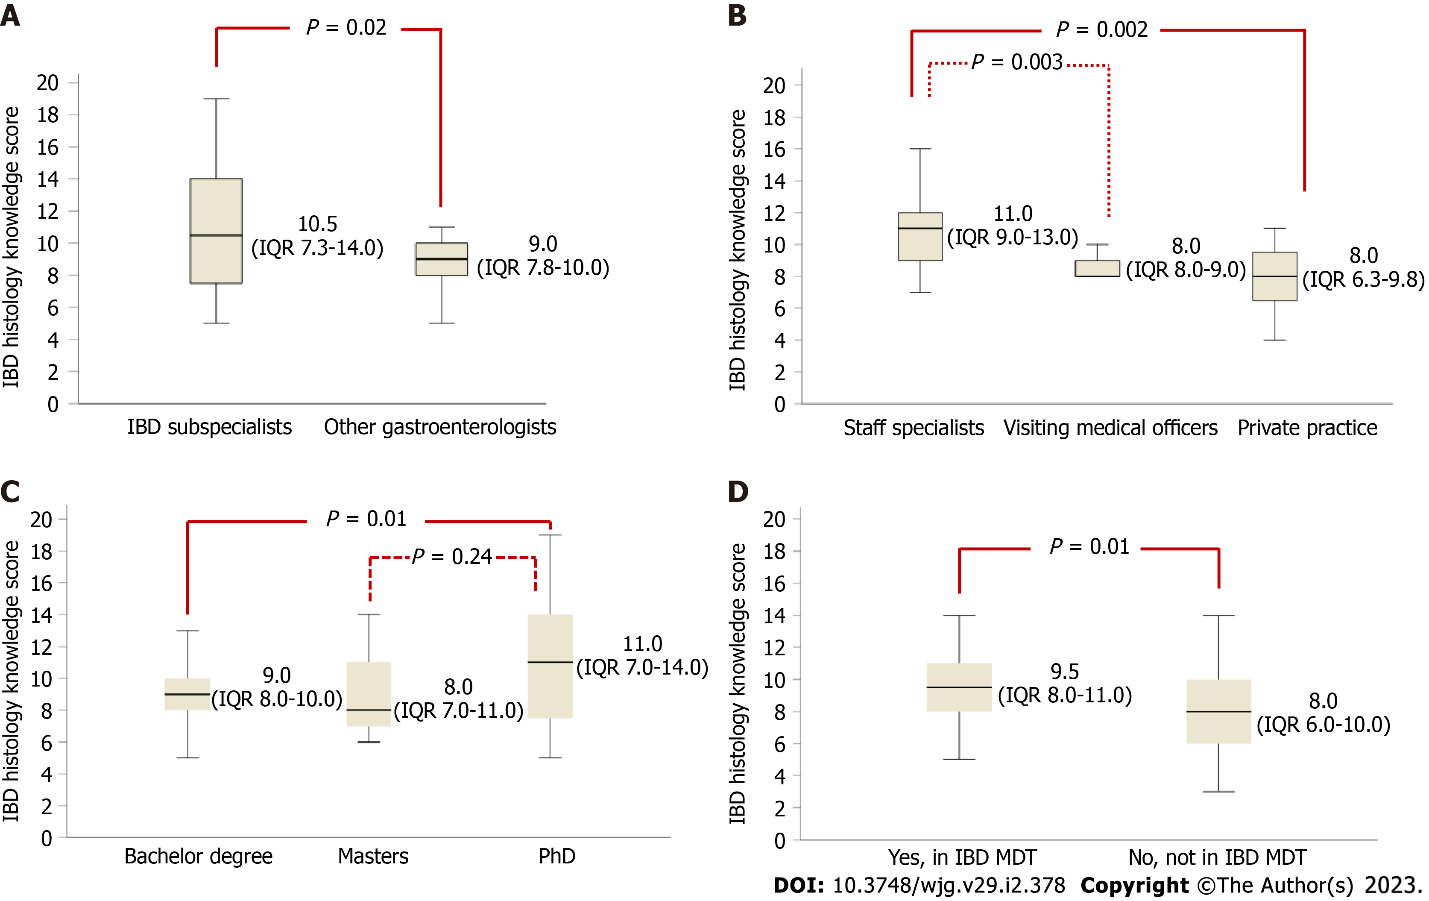 A
P = 0.02
IBD histology knowledge score
20
18
16
14
12
10
8
6
4
2
0
10.5
(IQR 7.3-14.0)
9.0
(IQR 7.8-10.0)
IBD subspecialists
Other gastroenterologists
B
P = 0.002
P = 0.003
IBD histology knowledge score
20
18
16
14
12
10
8
6
4
2
0
11.0
(IQR 9.0-13.0)
8.0
(IQR 8.0-9.0)
8.0
(IQR 6.3-9.8)
Staff specialists
Visiting medical officers
Private practice
C
P = 0.01
P = 0.24
IBD histology knowledge score
20
18
16
14
12
10
8
6
4
2
0
9.0
(IQR 8.0-10.0)
8.0
(IQR 7.0-11.0)
11.0
(IQR 7.0-14.0)
Bachelor degree
Masters
PhD
D
P = 0.01
IBD histology knowledge score
20
18
16
14
12
10
8
6
4
2
0
9.5
(IQR 8.0-11.0)
8.0
(IQR 6.0-10.0)
Yes, in IBD MDT
No, not in IBD MDT
DOI: 10.3748/wjg.v29.i2.378 Copyright ©The Author(s) 2023.